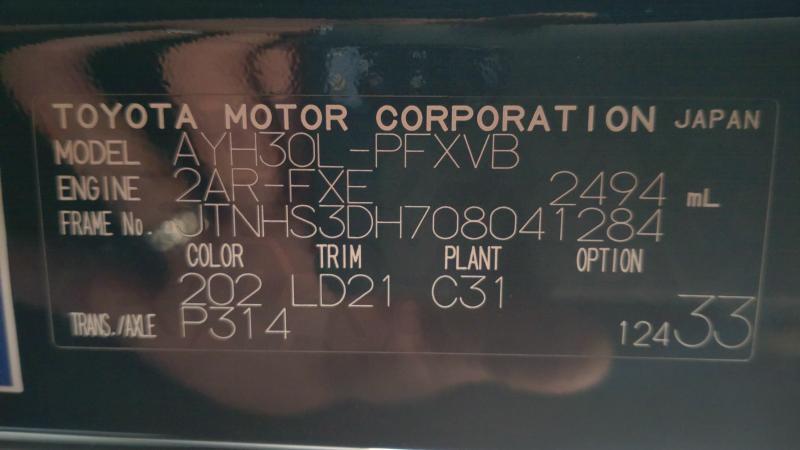 TOYOTA MOTOR CORPORATION JAPAN
MODEL AYH30L-PFXVB
ENGINE 2AR-FXE 2494 mL
FRAME No. JTNHS3DH708041284
COLOR TRIM PLANT OPTION
202 LD21 C31
TRANS./AXLE P314 12433